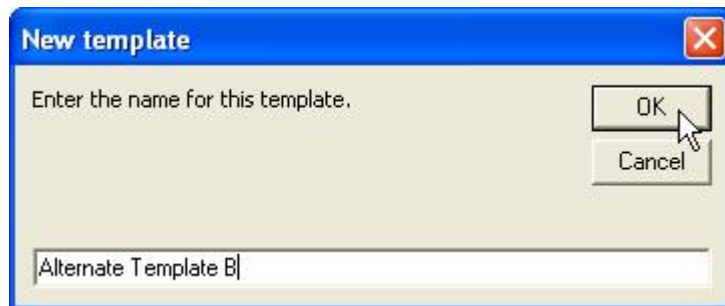 New template
Enter the name for this template.
OK
Cancel
Alternate Template B